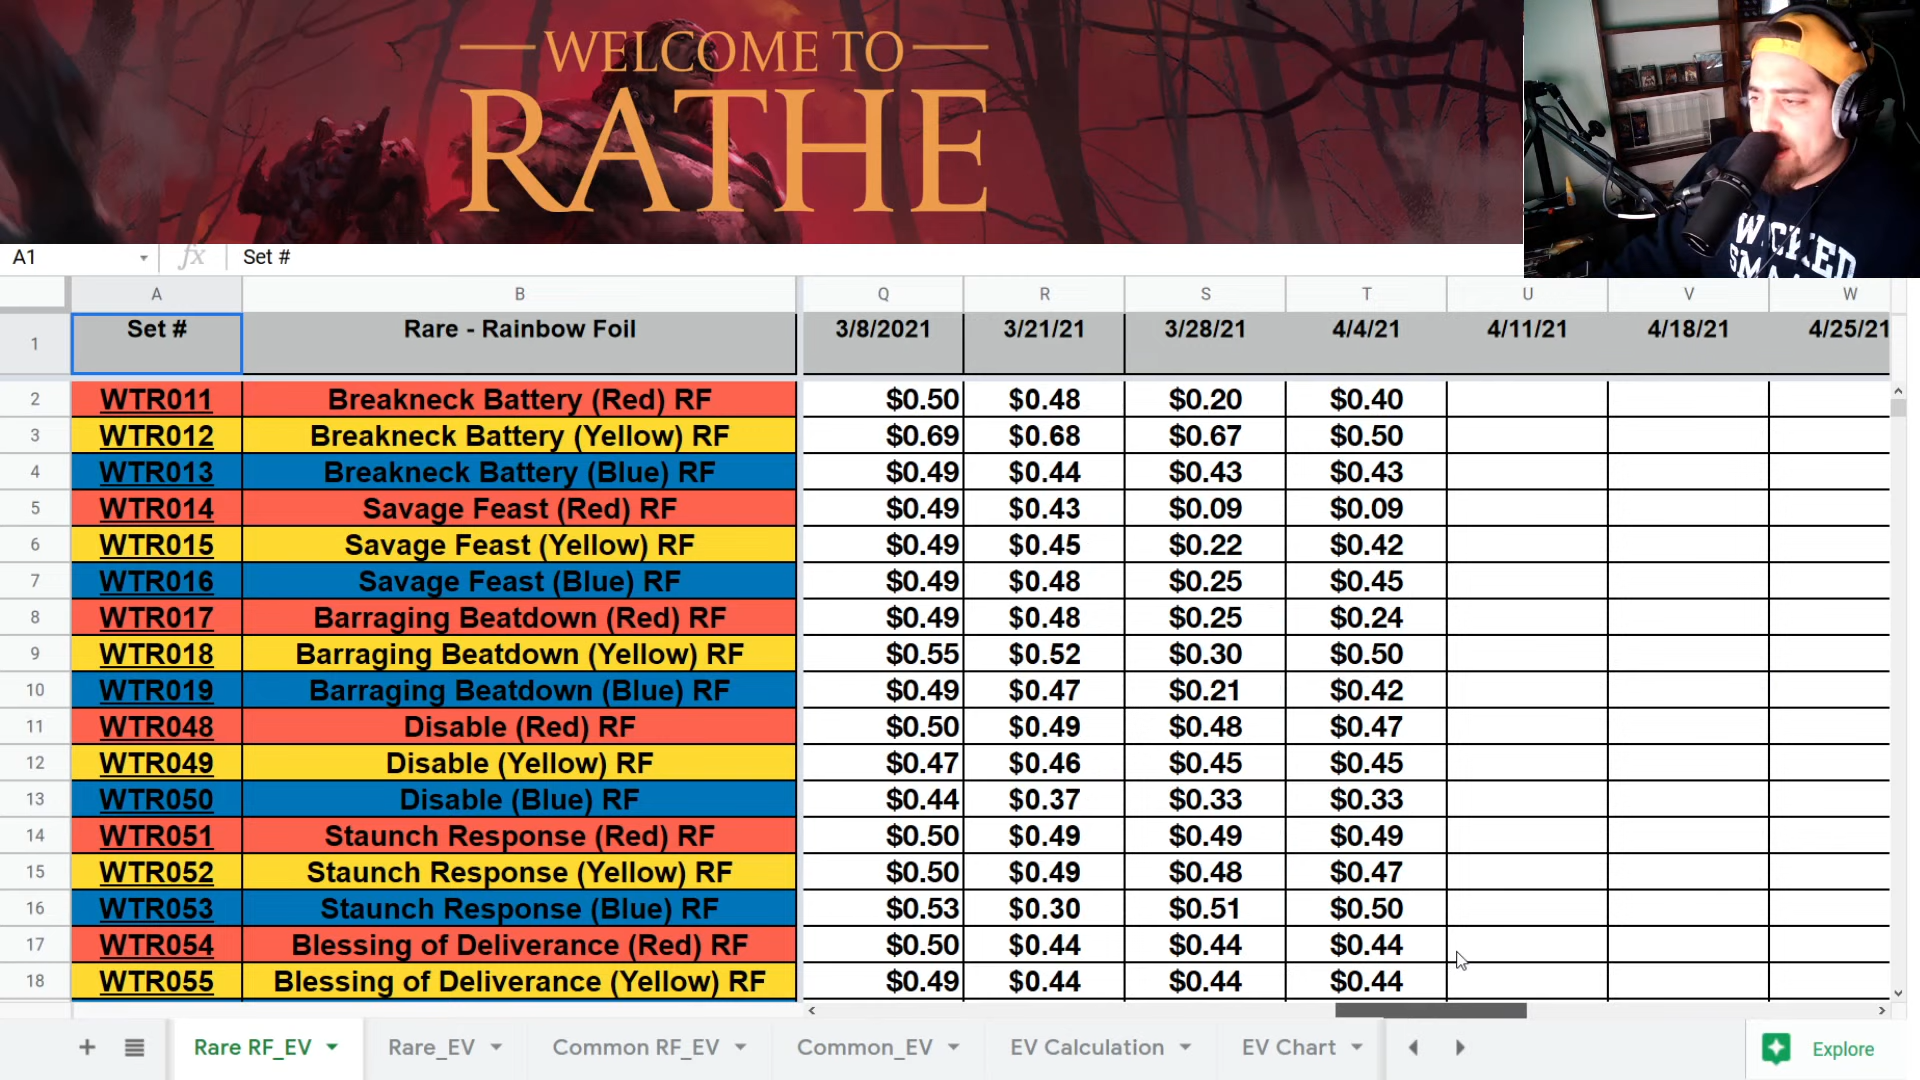 WELCOME TO
RATHE
A1 fx Set #
A B Q R S T U V W
1 Set # Rare - Rainbow Foil 3/8/2021 3/21/21 3/28/21 4/4/21 4/11/21 4/18/21 4/25/21
2 WTR011 Breakneck Battery (Red) RF $0.50 $0.48 $0.20 $0.40
3 WTR012 Breakneck Battery (Yellow) RF $0.69 $0.68 $0.67 $0.50
4 WTR013 Breakneck Battery (Blue) RF $0.49 $0.44 $0.43 $0.43
5 WTR014 Savage Feast (Red) RF $0.49 $0.43 $0.09 $0.09
6 WTR015 Savage Feast (Yellow) RF $0.49 $0.45 $0.22 $0.42
7 WTR016 Savage Feast (Blue) RF $0.49 $0.48 $0.25 $0.45
8 WTR017 Barraging Beatdown (Red) RF $0.49 $0.48 $0.25 $0.24
9 WTR018 Barraging Beatdown (Yellow) RF $0.55 $0.52 $0.30 $0.50
10 WTR019 Barraging Beatdown (Blue) RF $0.49 $0.47 $0.21 $0.42
11 WTR048 Disable (Red) RF $0.50 $0.49 $0.48 $0.47
12 WTR049 Disable (Yellow) RF $0.47 $0.46 $0.45 $0.45
13 WTR050 Disable (Blue) RF $0.44 $0.37 $0.33 $0.33
14 WTR051 Staunch Response (Red) RF $0.50 $0.49 $0.49 $0.49
15 WTR052 Staunch Response (Yellow) RF $0.50 $0.49 $0.48 $0.47
16 WTR053 Staunch Response (Blue) RF $0.53 $0.30 $0.51 $0.50
17 WTR054 Blessing of Deliverance (Red) RF $0.50 $0.44 $0.44 $0.44
18 WTR055 Blessing of Deliverance (Yellow) RF $0.49 $0.44 $0.44 $0.44
+ Rare RF_EV Rare_EV Common RF_EV Common_EV EV Calculation EV Chart Explore